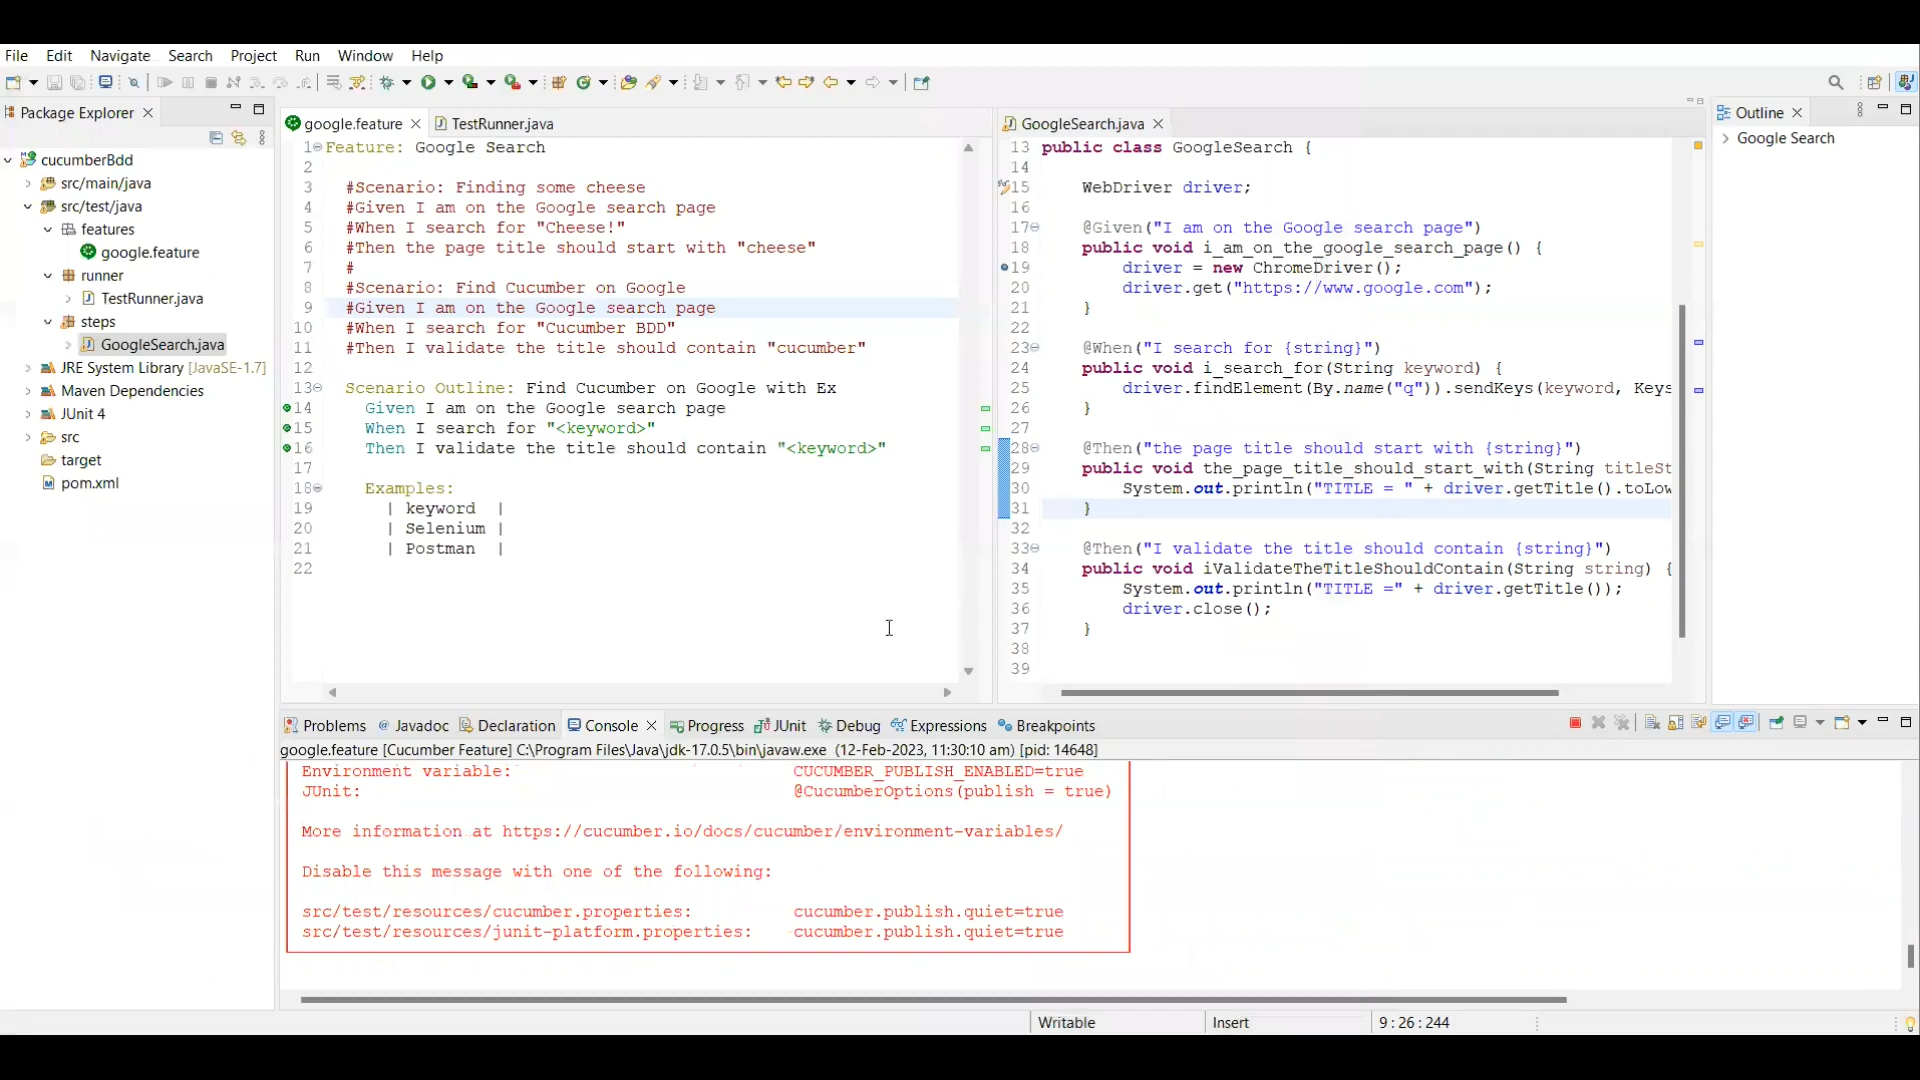 File Edit Navigate Search Project Run Window Help
Package Explorer
cucumberBdd
src/main/java
src/test/java
features
google.feature
runner
TestRunner.java
steps
GoogleSearch.java
JRE System Library [JavaSE-1.7]
Maven Dependencies
JUnit 4
src
target
pom.xml
google.feature TestRunner.java
1 Feature: Google Search
2
3 #Scenario: Finding some cheese
4 #Given I am on the Google search page
5 #When I search for "Cheese!"
6 #Then the page title should start with "cheese"
7 #
8 #Scenario: Find Cucumber on Google
9 #Given I am on the Google search page
10 #When I search for "Cucumber BDD"
11 #Then I validate the title should contain "cucumber"
12
13 Scenario Outline: Find Cucumber on Google with Ex
14 Given I am on the Google search page
15 When I search for "<keyword>"
16 Then I validate the title should contain "<keyword>"
17
18 Examples:
19 | keyword |
20 | Selenium |
21 | Postman |
22
GoogleSearch.java
13 public class GoogleSearch {
14
15 WebDriver driver;
16
17 @Given("I am on the Google search page")
18 public void i_am_on_the_google_search_page() {
19 driver = new ChromeDriver();
20 driver.get("https://www.google.com");
21 }
22
23 @When("I search for {string}")
24 public void i_search_for(String keyword) {
25 driver.findElement(By.name("q")).sendKeys(keyword, Keys
26 }
27
28 @Then("the page title should start with {string}")
29 public void the_page_title_should_start_with(String titleSt
30 System.out.println("TITLE = " + driver.getTitle().toLow
31 }
32
33 @Then("I validate the title should contain {string}")
34 public void iValidateTheTitleShouldContain(String string) {
35 System.out.println("TITLE =" + driver.getTitle());
36 driver.close();
37 }
38
39
Outline
Google Search
Problems @ Javadoc Declaration Console Progress JUnit Debug Expressions Breakpoints
google.feature [Cucumber Feature] C:\Program Files\Java\jdk-17.0.5\bin\javaw.exe (12-Feb-2023, 11:30:10 am) [pid: 14648]
Environment variable: CUCUMBER_PUBLISH_ENABLED=true
JUnit: @CucumberOptions(publish = true)
More information at https://cucumber.io/docs/cucumber/environment-variables/
Disable this message with one of the following:
src/test/resources/cucumber.properties: cucumber.publish.quiet=true
src/test/resources/junit-platform.properties: cucumber.publish.quiet=true
Writable Insert 9:26:244